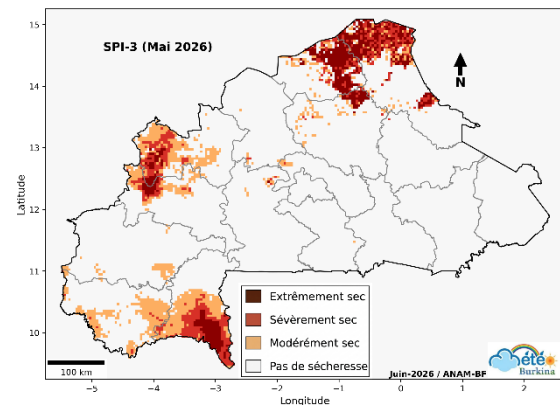 SPI-3 (Mai 2026)
N
15
14
13
12
11
10
Latitude
Extrêmement sec
Sévèrement sec
Modérément sec
Pas de sécheresse
100 km
Juin-2026 / ANAM-BF
été
Burkina
−5
−4
−3
−2
−1
0
1
2
Longitude